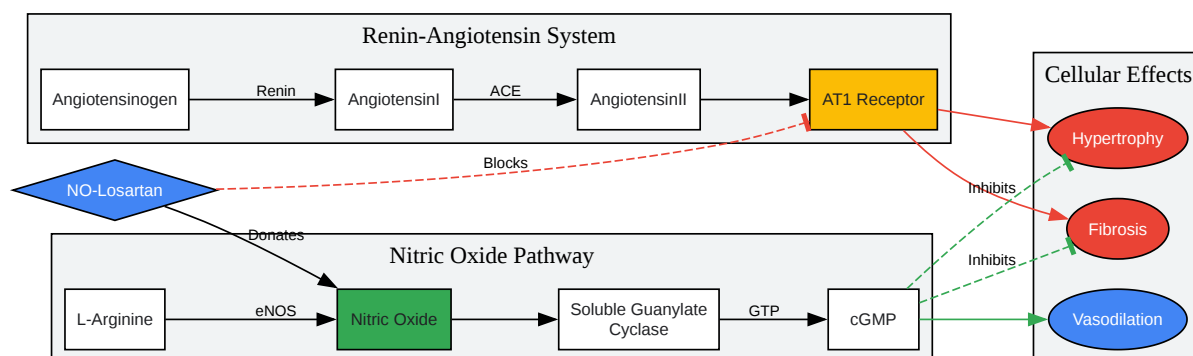 Renin-Angiotensin System
Angiotensinogen
Renin
AngiotensinI
ACE
AngiotensinII
AT1 Receptor
Cellular Effects
Hypertrophy
Blocks
NO-Losartan
Inhibits
Fibrosis
Donates
Nitric Oxide Pathway
Inhibits
L-Arginine
eNOS
Nitric Oxide
Soluble Guanylate
Cyclase
GTP
cGMP
Vasodilation